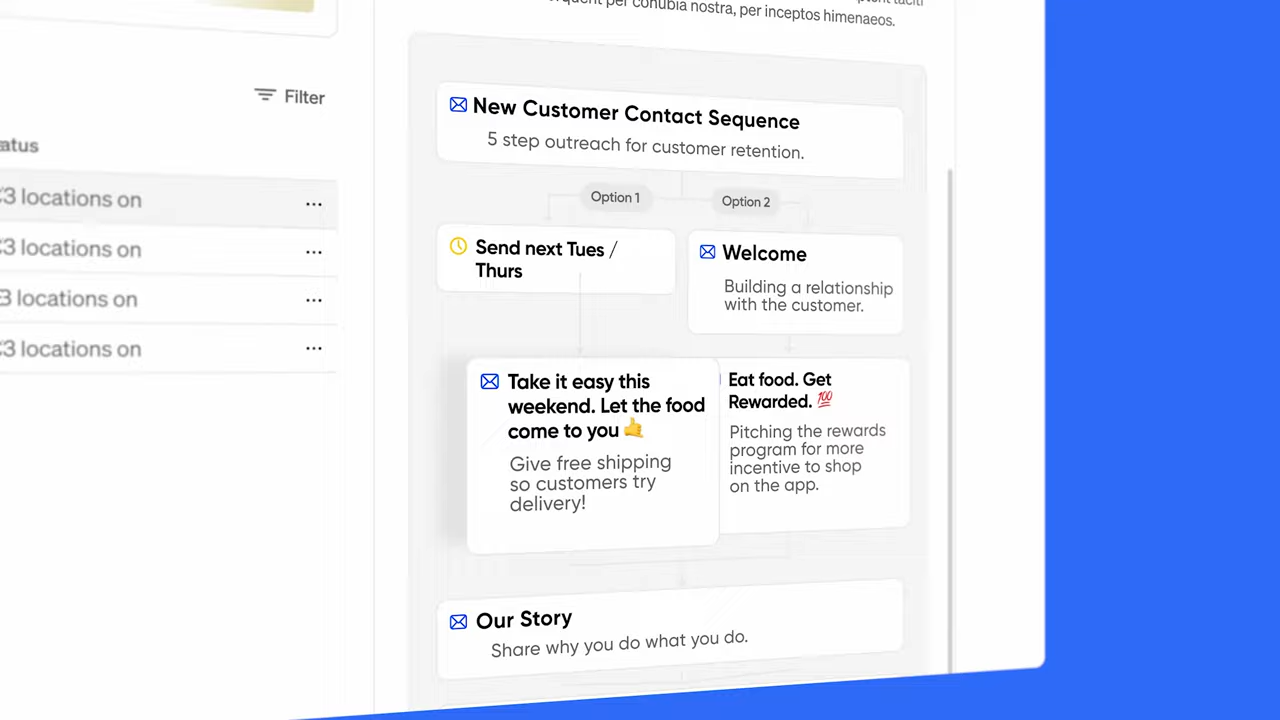 per conubia nostra, per inceptos himenaeos.
Filter
New Customer Contact Sequence
5 step outreach for customer retention.
locations on
Option 1
Option 2
locations on
Send next Tues /
Thurs
Welcome
Building a relationship
with the customer.
3 locations on
3 locations on
Take it easy this
weekend. Let the food
come to you 🤙
Give free shipping
so customers try
delivery!
Eat food. Get
Rewarded. 💯
Pitching the rewards
program for more
incentive to shop
on the app.
Our Story
Share why you do what you do.